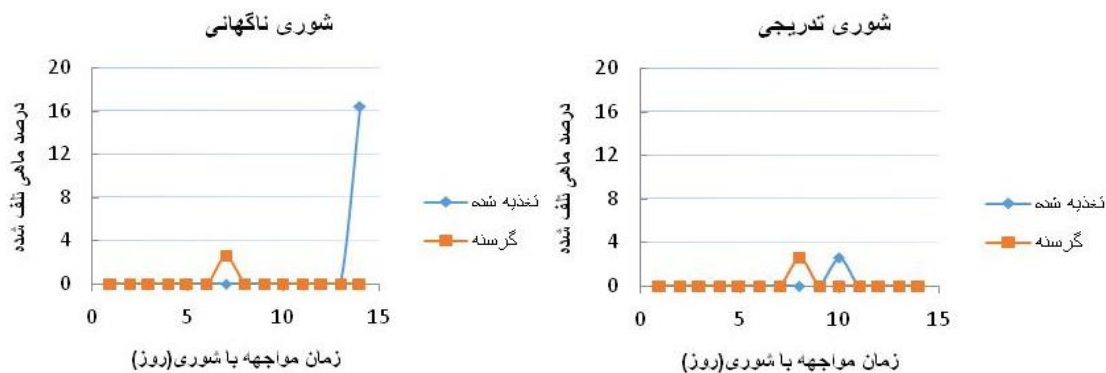 شوری ناگهانی
درصد ماهی تلف شده
20
16
12
8
4
0
0
5
10
15
زمان مواجهه با شوری(روز)
تغذیه شده
گرسنه
شوری تدریجی
درصد ماهی تلف شده
20
16
12
8
4
0
0
5
10
15
زمان مواجهه با شوری(روز)
تغذیه شده
گرسنه